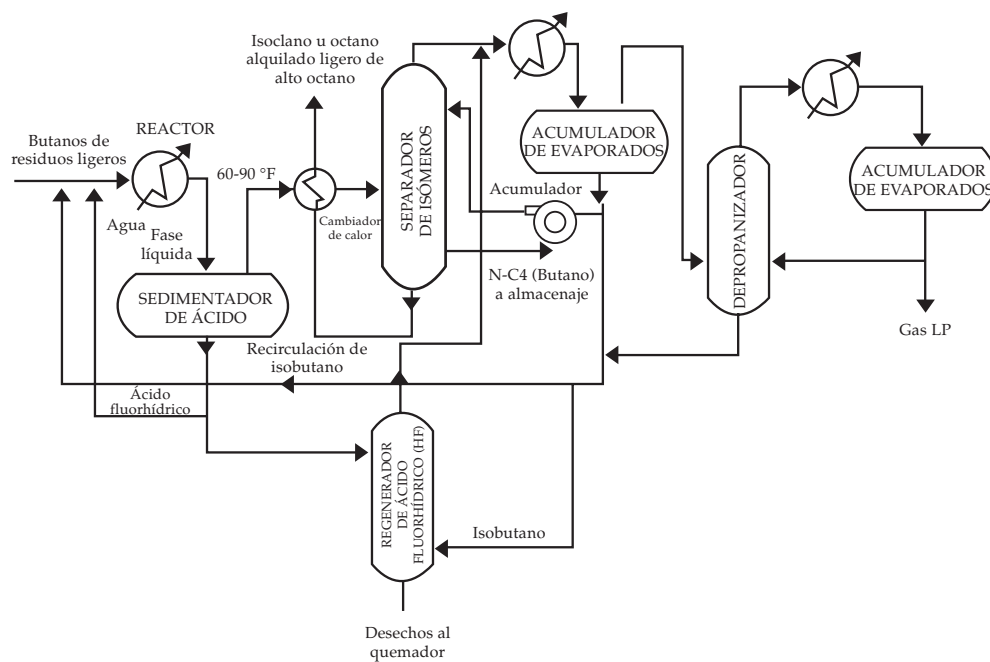 Isoclano u octano
alquilado ligero de
alto octano
Butanos de
residuos ligeros
REACTOR
60-90 °F
Agua
Fase
líquida
SEDIMENTADOR
DE ÁCIDO
Cambiador
de calor
SEPARADOR
DE ISÓMEROS
ACUMULADOR
DE EVAPORADOS
Acumulador
N-C4 (Butano)
a almacenaje
DEPROPANIZADOR
ACUMULADOR
DE EVAPORADOS
Gas LP
Recirculación de
isobutano
Ácido
fluorhídrico
REGENERADOR
DE ÁCIDO
FLUORHÍDRICO (HF)
Isobutano
Desechos al
quemador